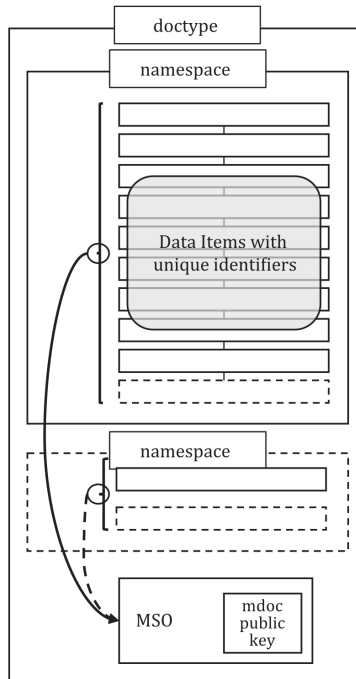 doctype
namespace
Data Items with
unique identifiers
namespace
MSO
mdoc
public
key